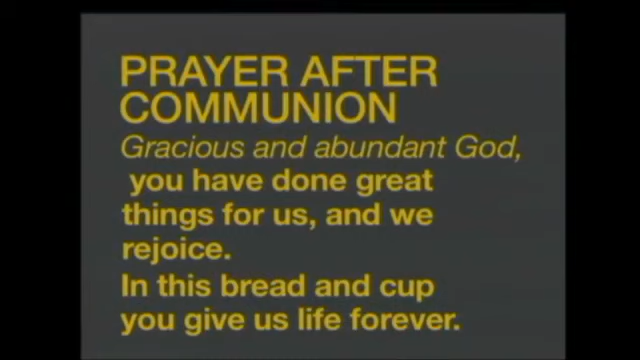 PRAYER AFTER
COMMUNION
Gracious and abundant God,
you have done great
things for us, and we
rejoice.
In this bread and cup
you give us life forever.